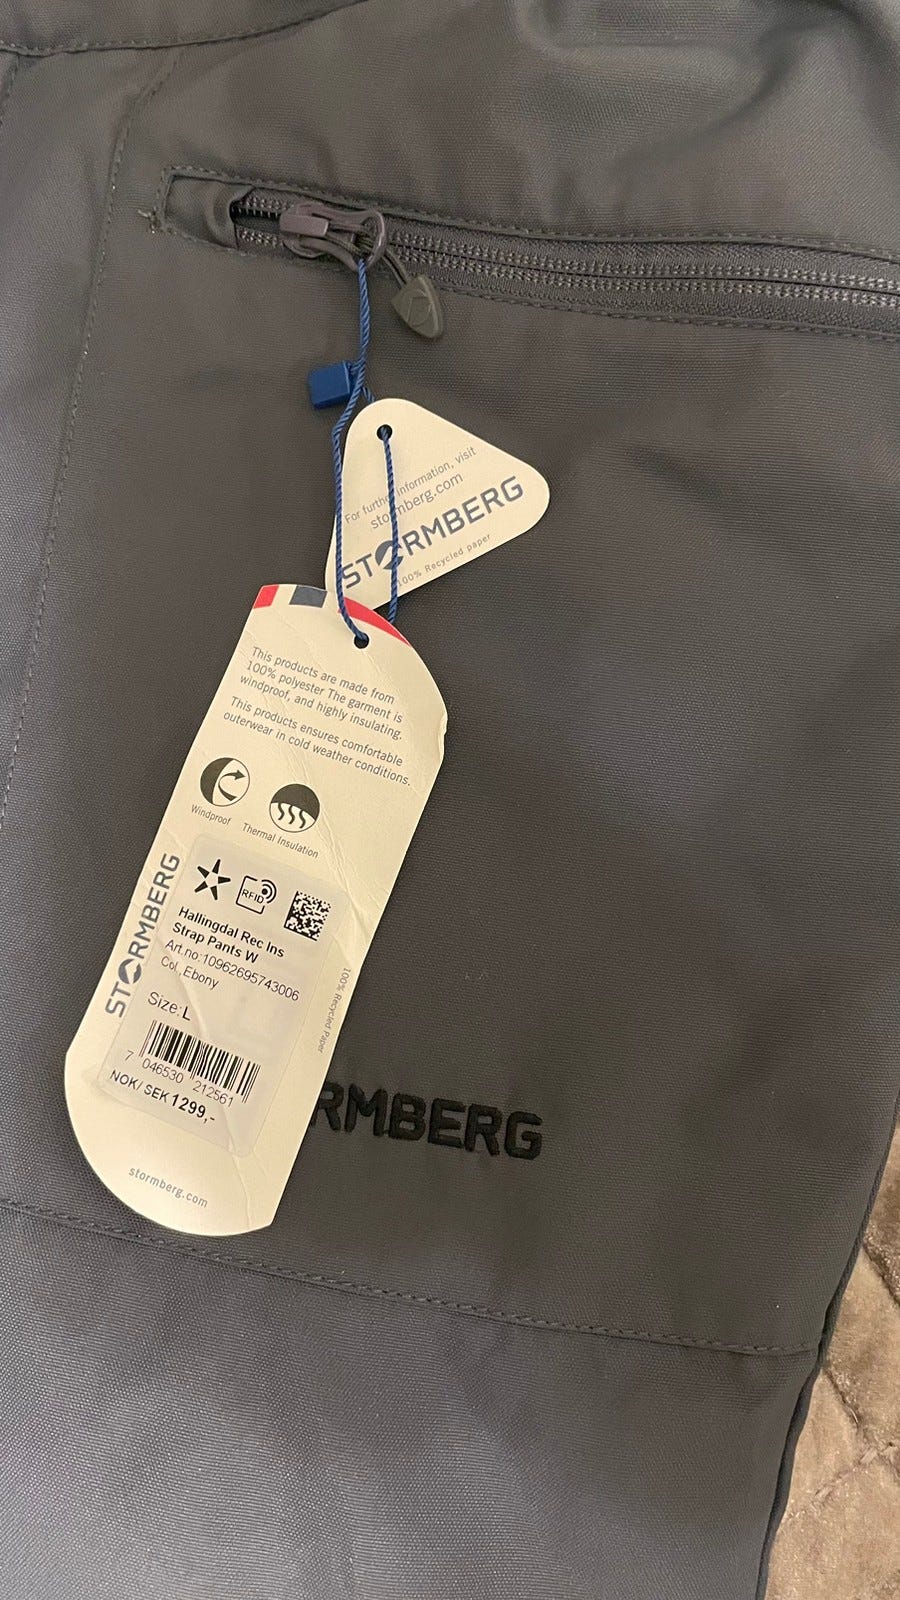 For further information, visit
stormberg.com
STORMBERG
100% Recycled paper
This products are made from
100% polyester The garment is
windproof, and highly insulating.
This products ensures comfortable
outerwear in cold weather conditions.
Windproof
Thermal Insulation
STORMBERG
RFID
Hallingdal Rec Ins
Strap Pants W
Art.no:10962695743006
Col. Ebony
Size: L
7 046530 212561
NOK/ SEK 1299,-
100% Recycled Paper
stormberg.com
RMBERG